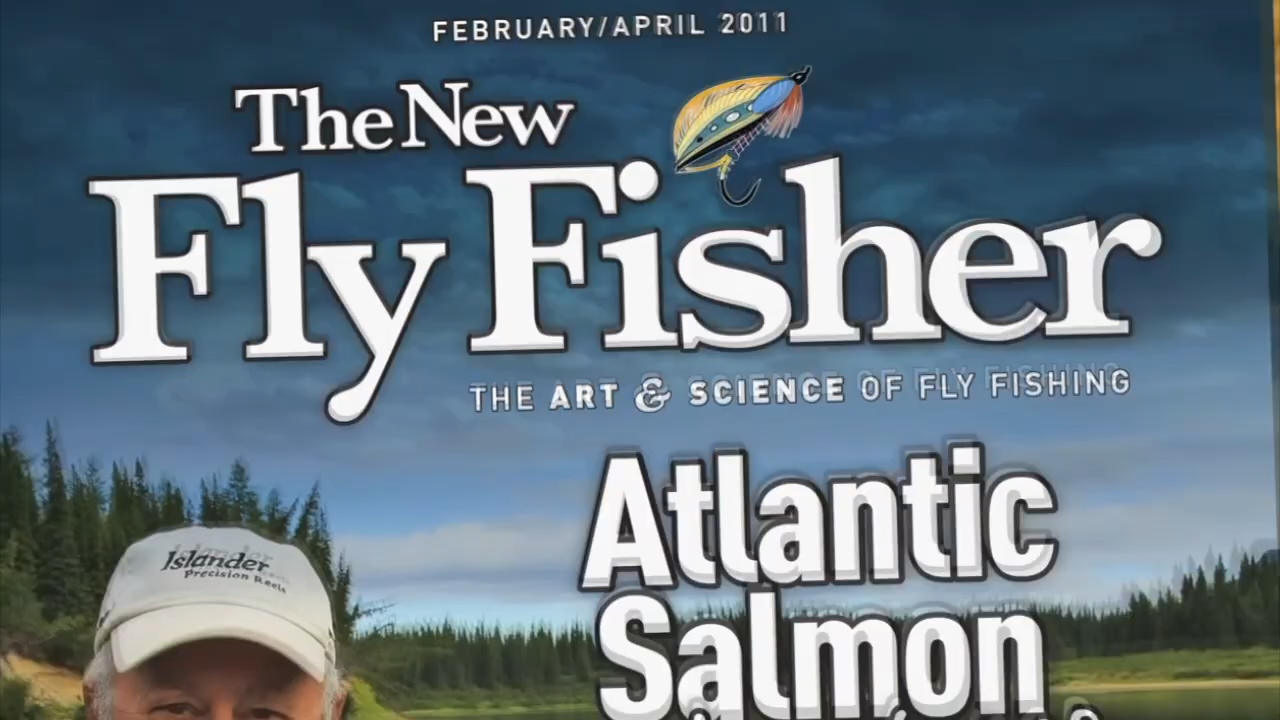 FEBRUARY/APRIL 2011
The New
Fly Fisher
THE ART & SCIENCE OF FLY FISHING
Atlantic
Salmon
Islander
Precision Reels